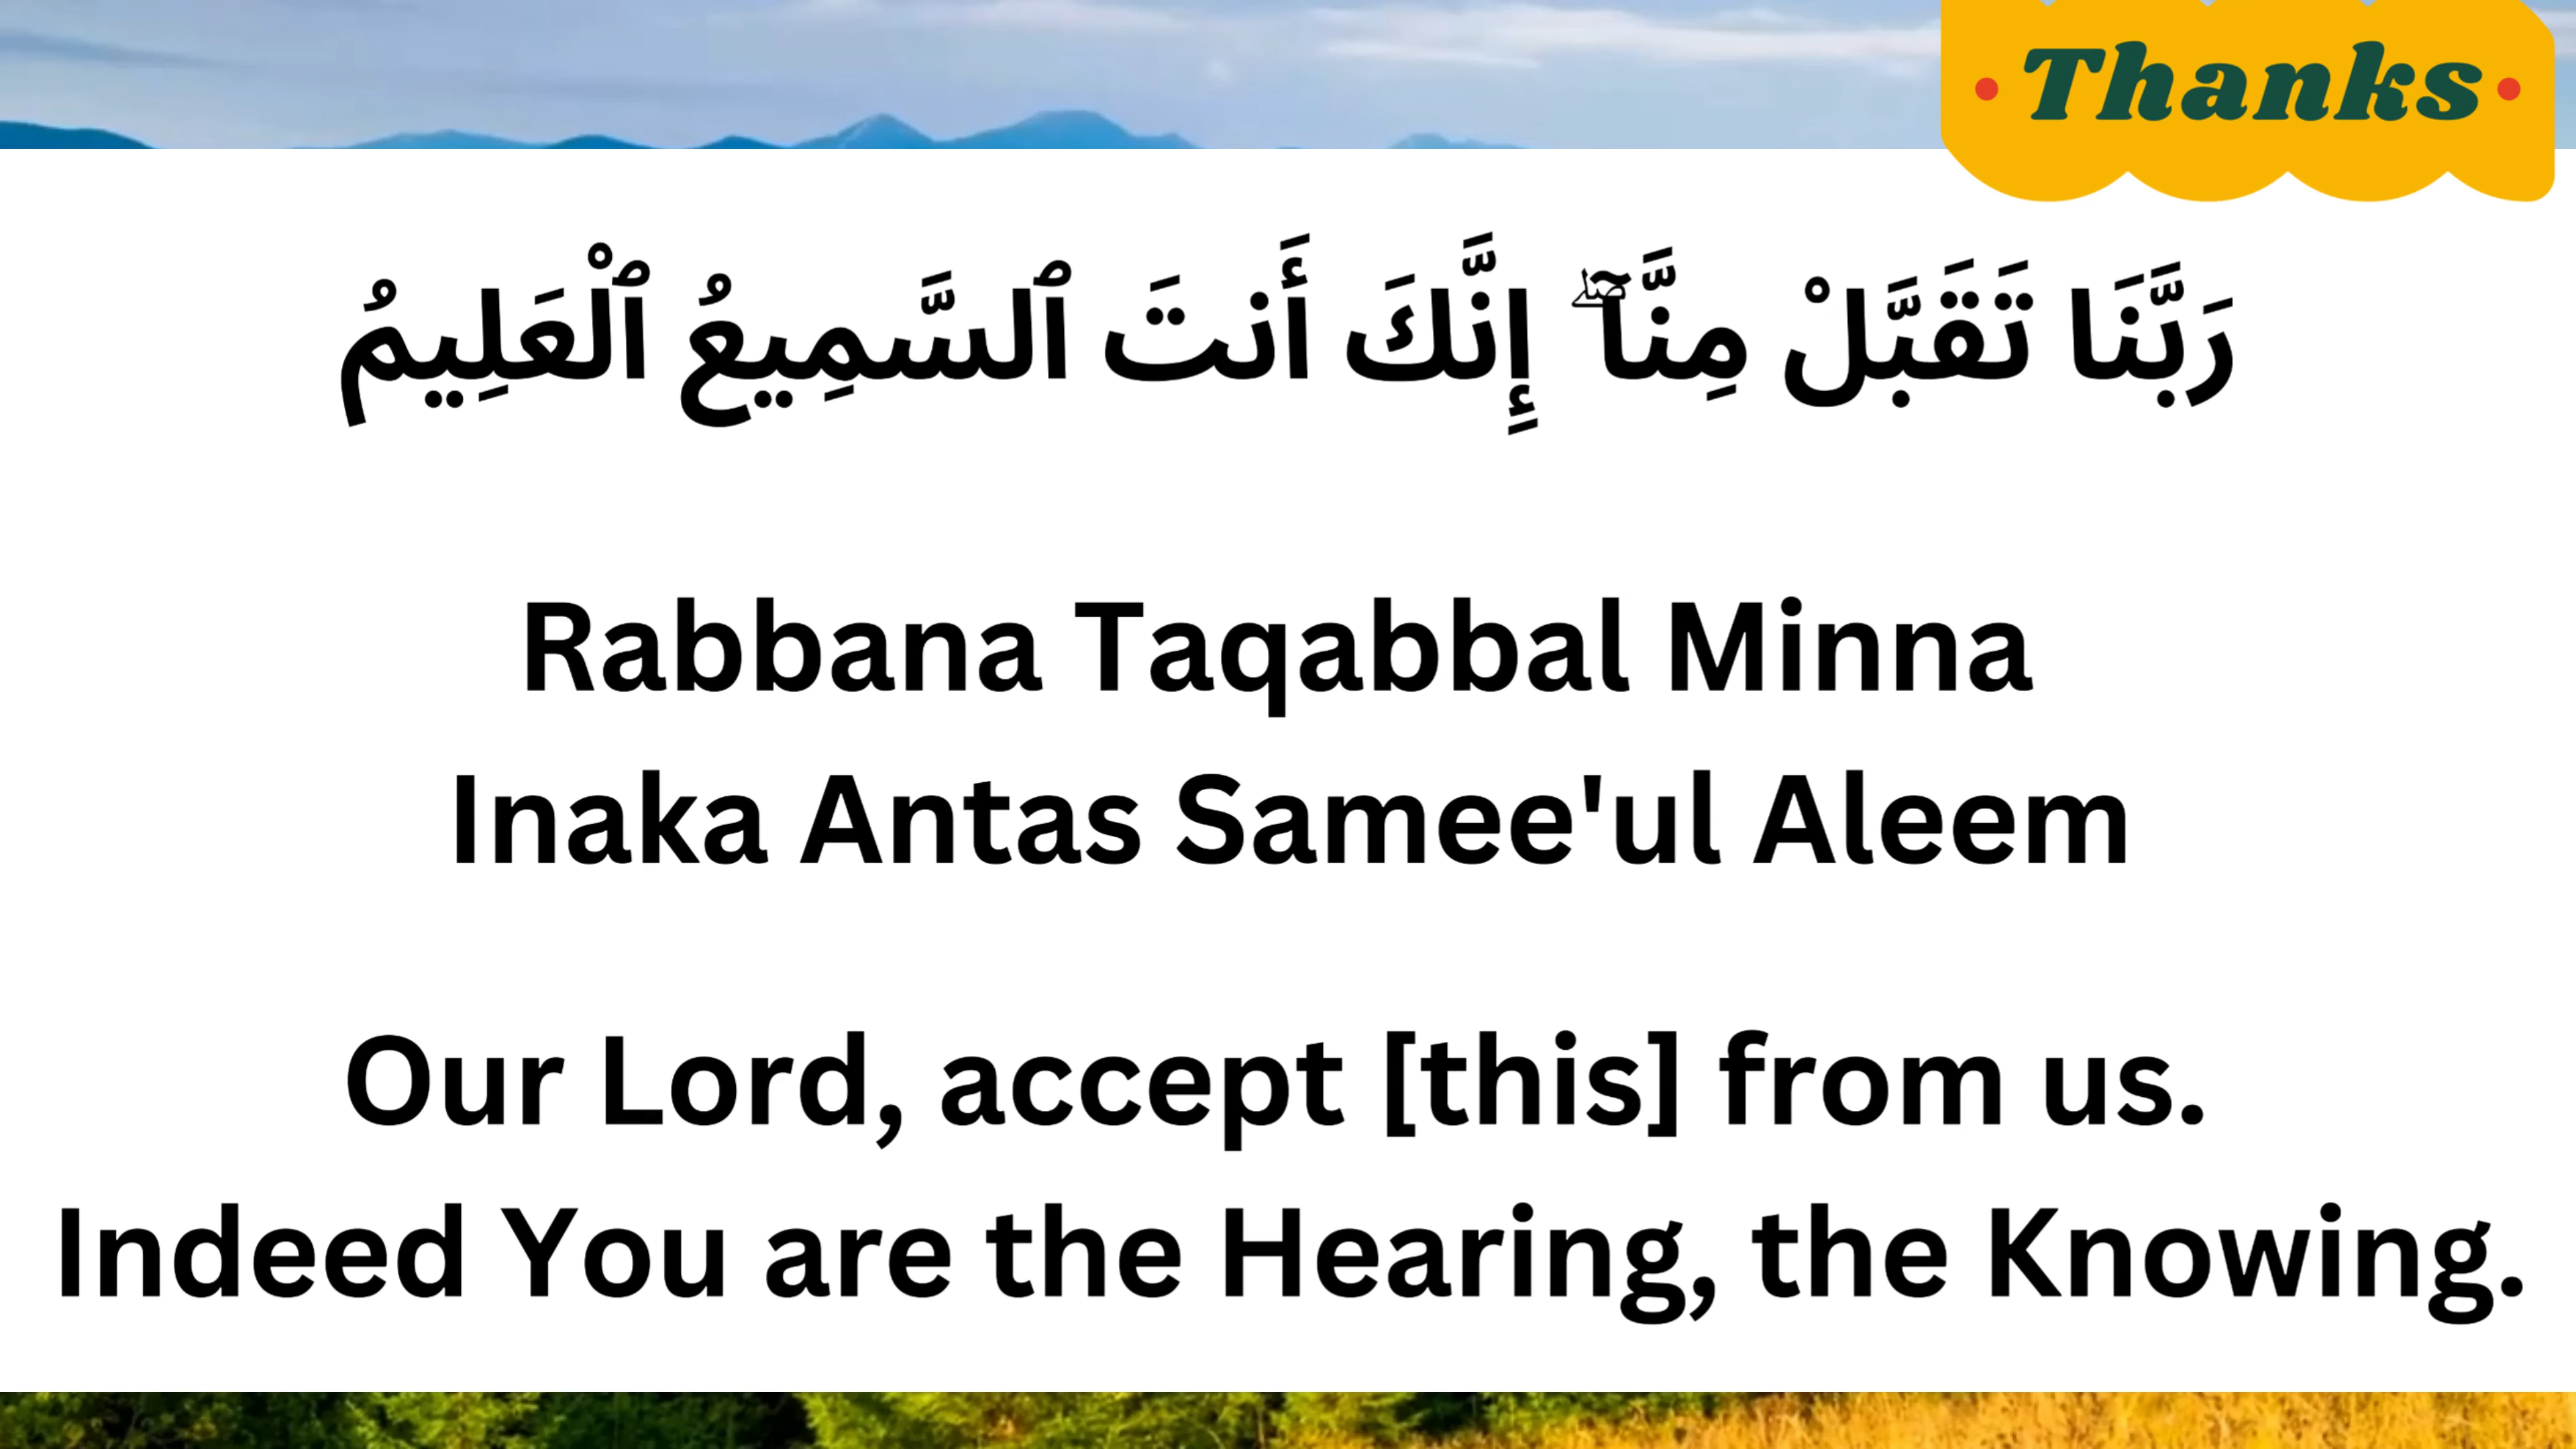 Thanks
رَبَّنَا تَقَبَّلْ مِنَّآ ۖ إِنَّكَ أَنتَ ٱلسَّمِيعُ ٱلْعَلِيمُ
Rabbana Taqabbal Minna
Inaka Antas Samee'ul Aleem
Our Lord, accept [this] from us.
Indeed You are the Hearing, the Knowing.